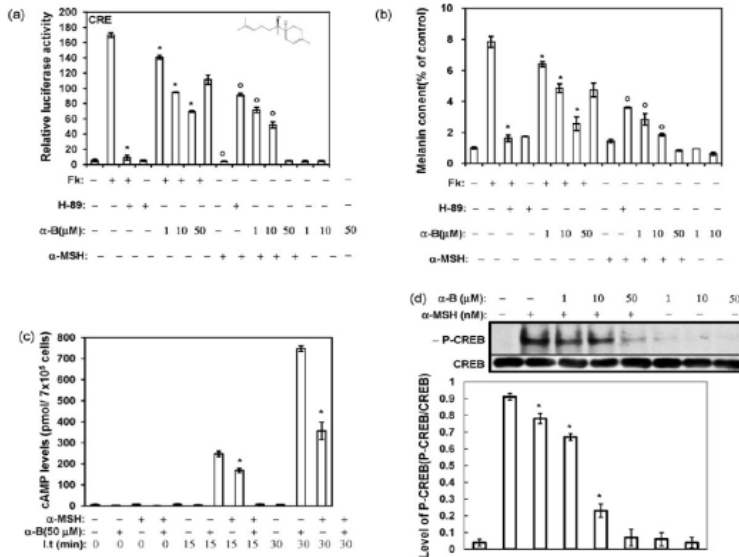 (a)
CRE
Relative luciferase activity
200
180
160
140
120
100
80
60
40
20
0
* * * * o o o o
Fk: – + + – + + + – – – – – – – –
H-89: – – + + – – – – + – – – – – –
α-B(μM): – – – – 1 10 50 – – 1 10 50 1 10 50
α-MSH: – – – – – – – + + + + + – – –
(b)
Melanin conent(% of control)
10
8
6
4
2
0
* * * * o o o
Fk: – + + – + + + – – – – – – –
H-89: – – + + – – – – + – – – – –
α-B(μM): – – – – 1 10 50 – – 1 10 50 1 10
α-MSH: – – – – – – – + + + + + – –
(c)
cAMP levels (pmol/ 7x10⁵ cells)
800
700
600
500
400
300
200
100
0
* *
α-MSH: – – + + – – + + – – + +
α-B(50 μM): – + – + – + – + – + – +
I.t (min): 0 0 0 0 15 15 15 15 30 30 30 30
(d)
α-B (μM): – – 1 10 50 1 10 50
α-MSH (nM): – + + + + – – –
– P-CREB
CREB
Level of P-CREB(P-CREB/CREB)
1
0.9
0.8
0.7
0.6
0.5
0.4
0.3
0.2
0.1
0
* * *